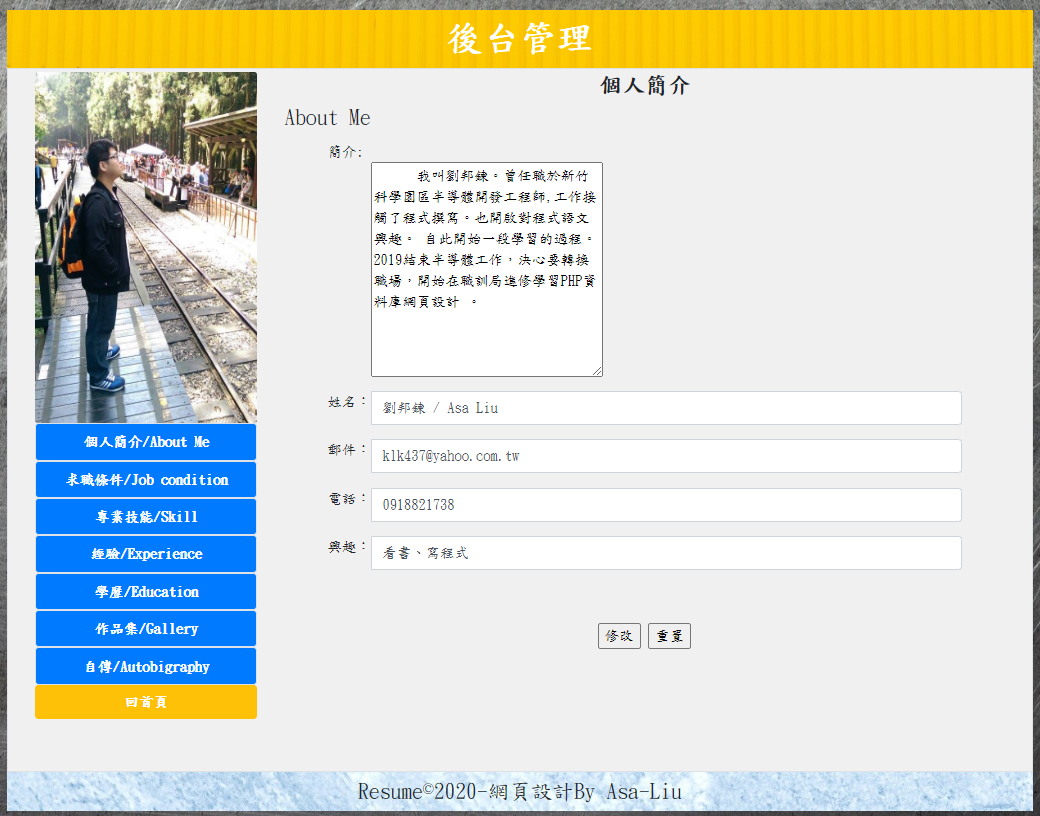 後台管理
個人簡介
About Me
簡介:
我叫劉邦鍊。曾任職於新竹
科學園區半導體開發工程師,工作接
觸了程式撰寫。也開啟對程式語文
興趣。 自此開始一段學習的過程。
2019結束半導體工作，決心要轉換
職場，開始在職訓局進修學習PHP資
料庫網頁設計 。
姓名：
劉邦鍊 / Asa Liu
郵件：
klk437@yahoo.com.tw
電話：
0918821738
興趣：
看書、寫程式
修改 重置
個人簡介/About Me
求職條件/Job condition
專業技能/Skill
經驗/Experience
學歷/Education
作品集/Gallery
自傳/Autobigraphy
回首頁
Resume©2020-網頁設計By Asa-Liu